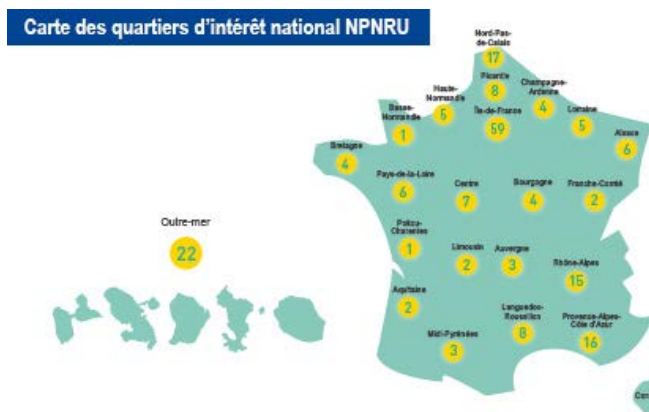 Carte des quartiers d'intérêt national NPNRU
Nord-Pas-
de-Calais
17
Picardie
8
Haute-
Normandie
5
Champagne-
Ardenne
4
Basse-
Normandie
1
Île-de-France
59
Lorraine
5
Alsace
6
Bretagne
4
Pays-de-la-Loire
6
Centre
7
Bourgogne
4
Franche-Comté
2
Outre-mer
22
Poitou-
Charentes
1
Limousin
2
Auvergne
3
Rhône-Alpes
15
Aquitaine
2
Languedoc-
Roussillon
8
Provence-Alpes-
Côte d'Azur
16
Midi-Pyrénées
3